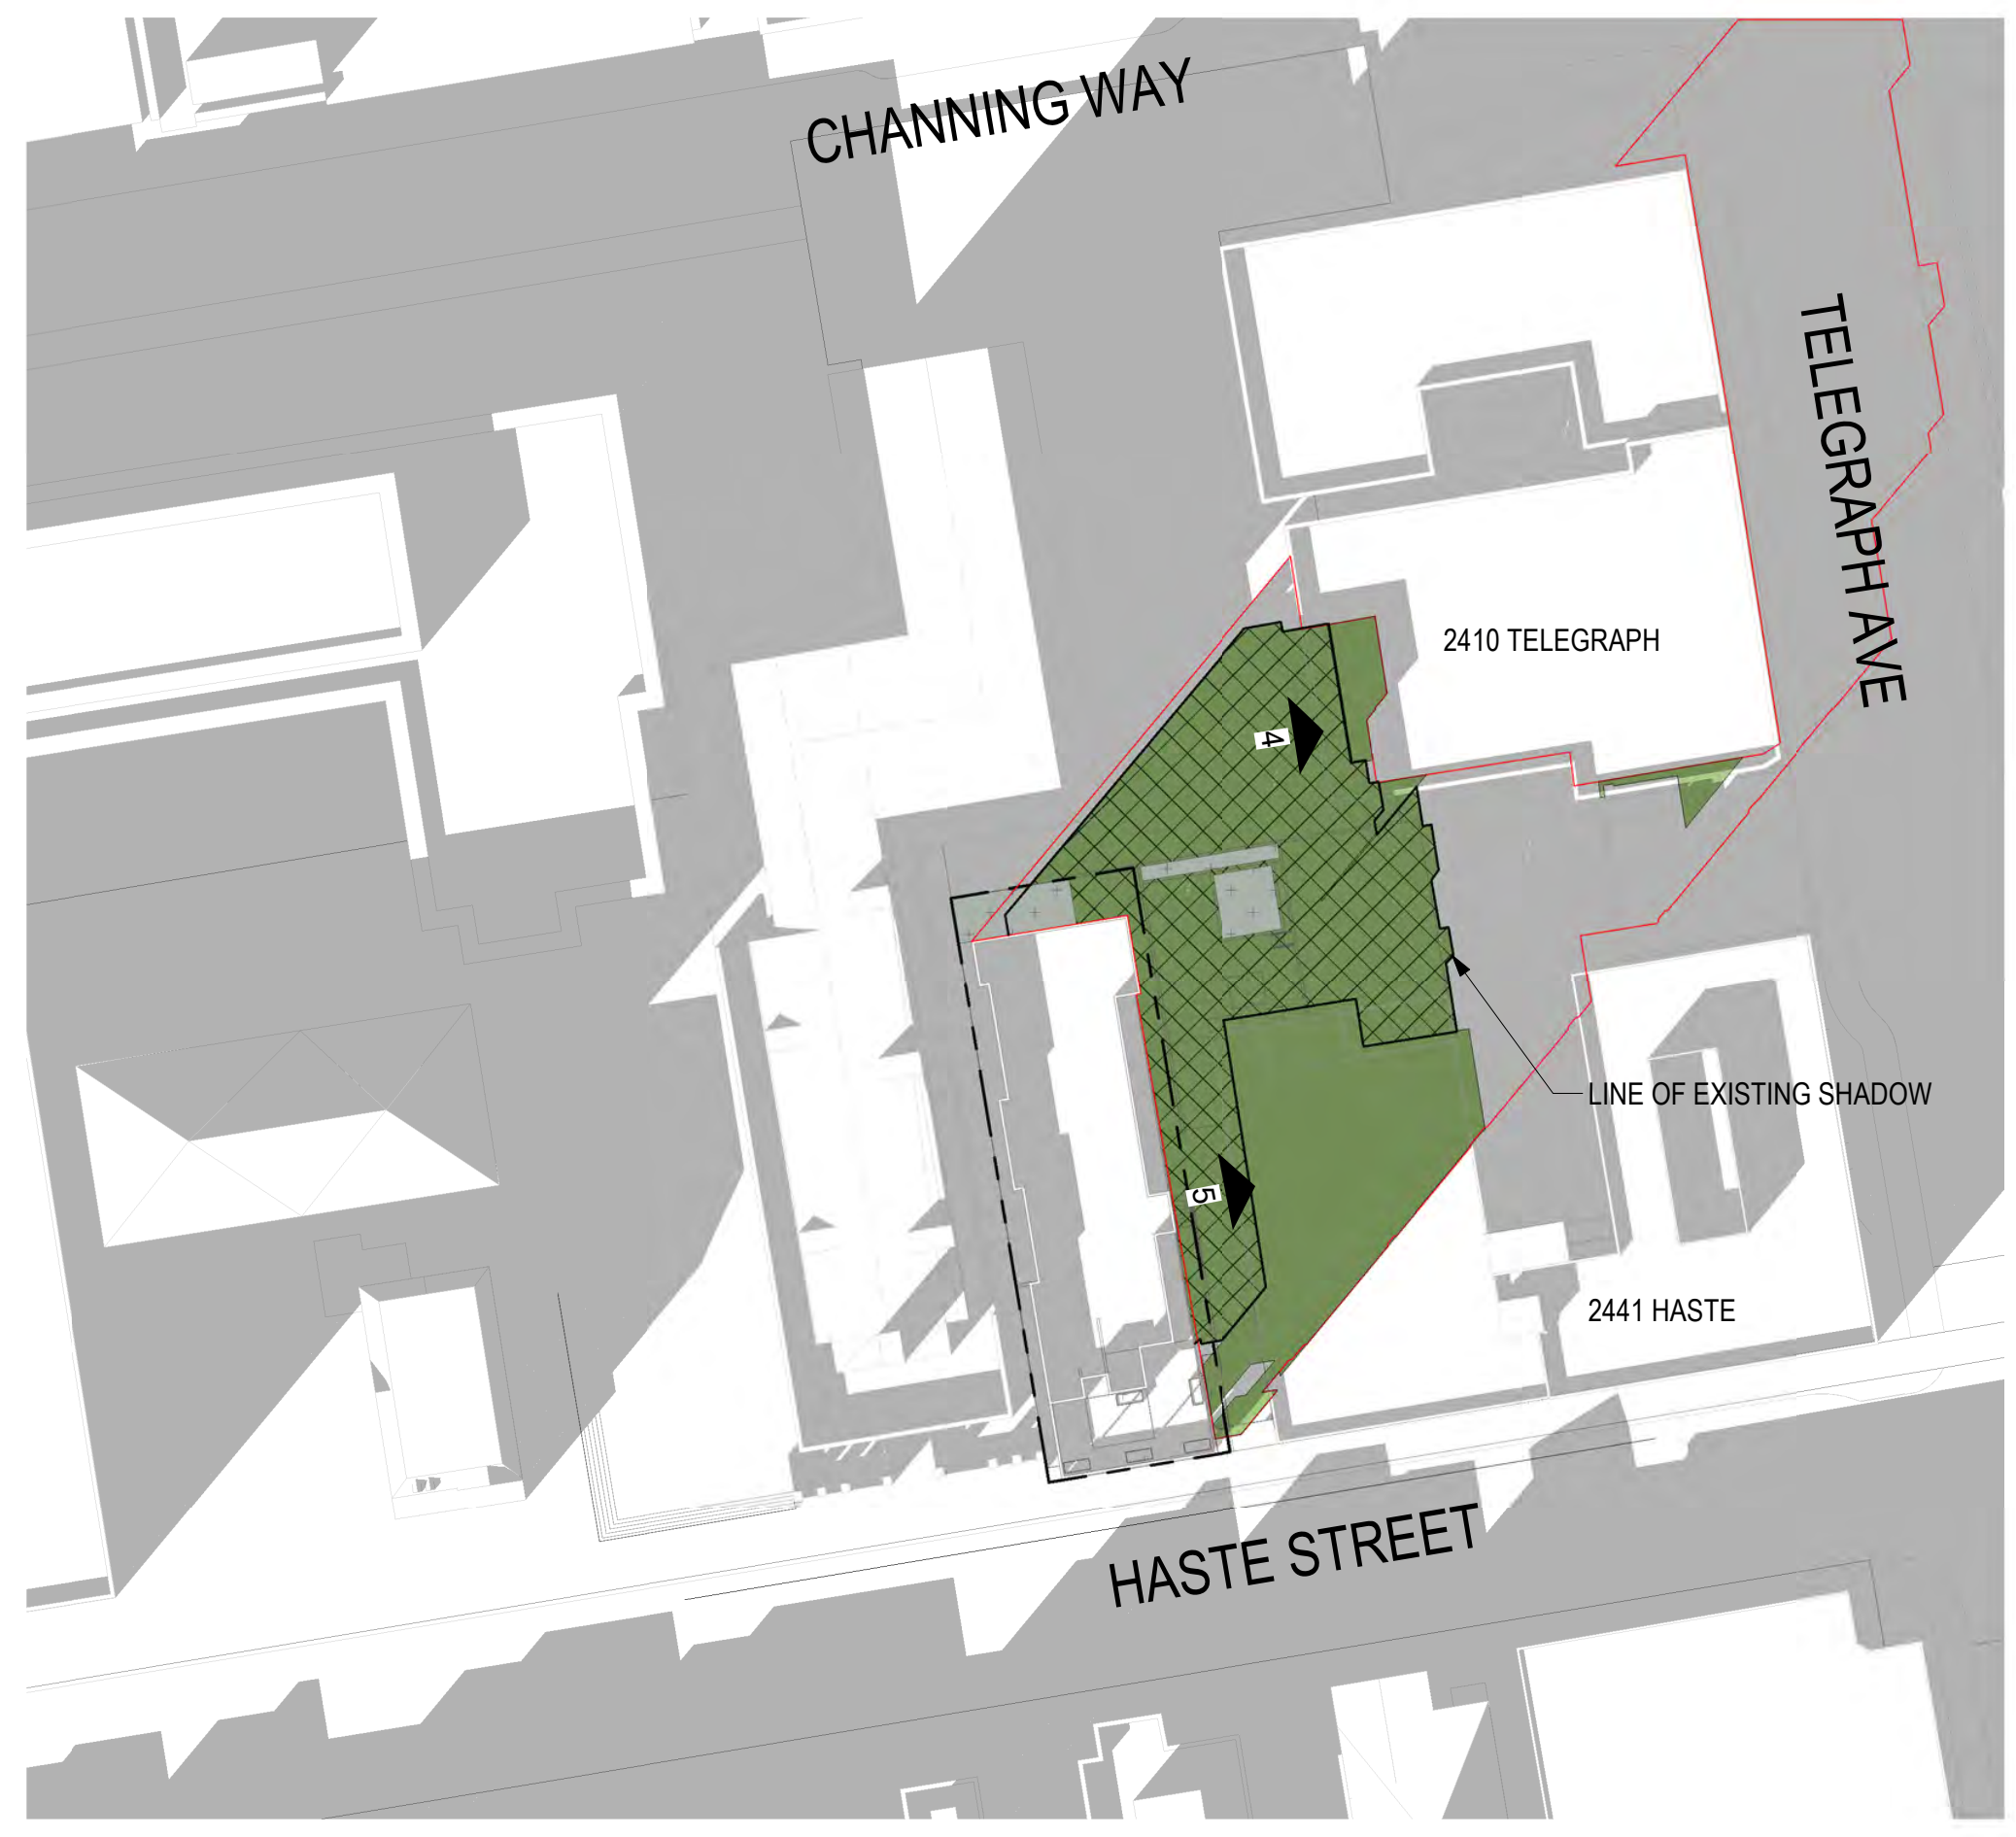 CHANNING WAY
TELEGRAPH AVE
2410 TELEGRAPH
4
LINE OF EXISTING SHADOW
5
2441 HASTE
HASTE STREET